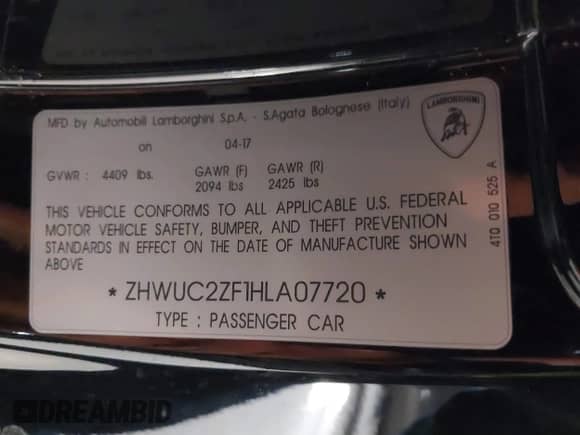 MFD by Automobili Lamborghini S.p.A. - S.Agata Bolognese (Italy)
on 04-17
GVWR : 4409 lbs. GAWR (F) GAWR (R)
2094 lbs 2425 lbs
THIS VEHICLE CONFORMS TO ALL APPLICABLE U.S. FEDERAL
MOTOR VEHICLE SAFETY, BUMPER, AND THEFT PREVENTION
STANDARDS IN EFFECT ON THE DATE OF MANUFACTURE SHOWN
ABOVE
* ZHWUC2ZF1HLA07720 *
TYPE : PASSENGER CAR
LAMBORGHINI
4T0 010 525 A
DREAMBID